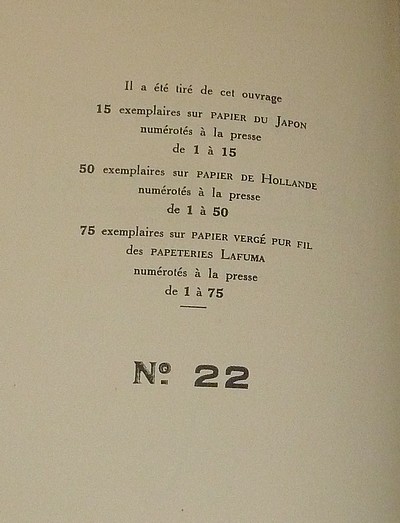 Il a été tiré de cet ouvrage
15 exemplaires sur PAPIER DU JAPON
numérotés à la presse
de 1 à 15
50 exemplaires sur PAPIER DE HOLLANDE
numérotés à la presse
de 1 à 50
75 exemplaires sur PAPIER VERGÉ PUR FIL
des PAPETERIES LAFUMA
numérotés à la presse
de 1 à 75
Nº 22